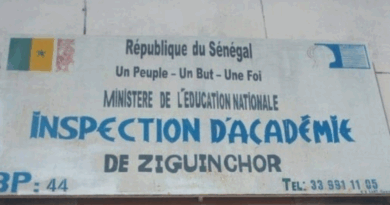 République du Sénégal
Un Peuple - Un But - Une Foi
MINISTERE DE L'EDUCATION NATIONALE
INSPECTION D'ACADÉMIE
DE ZIGUINCHOR
BP: 44 TEL: 33 991 11 05